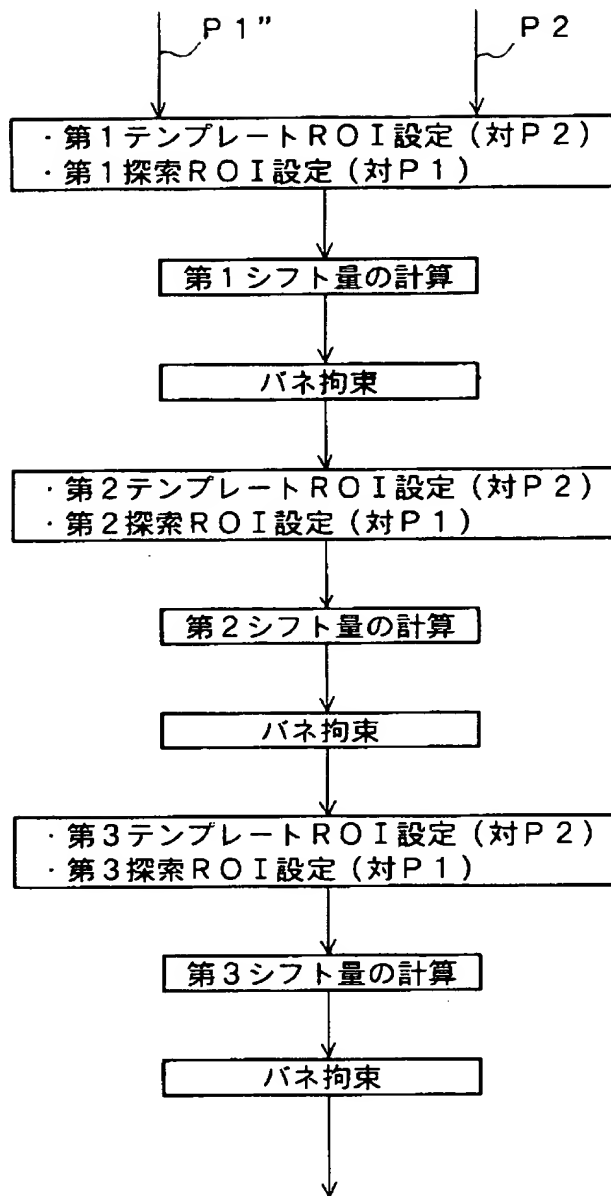 P1”
P2
・第1テンプレートROI設定(対P2)
・第1探索ROI設定(対P1)
第1シフト量の計算
バネ拘束
・第2テンプレートROI設定(対P2)
・第2探索ROI設定(対P1)
第2シフト量の計算
バネ拘束
・第3テンプレートROI設定(対P2)
・第3探索ROI設定(対P1)
第3シフト量の計算
バネ拘束